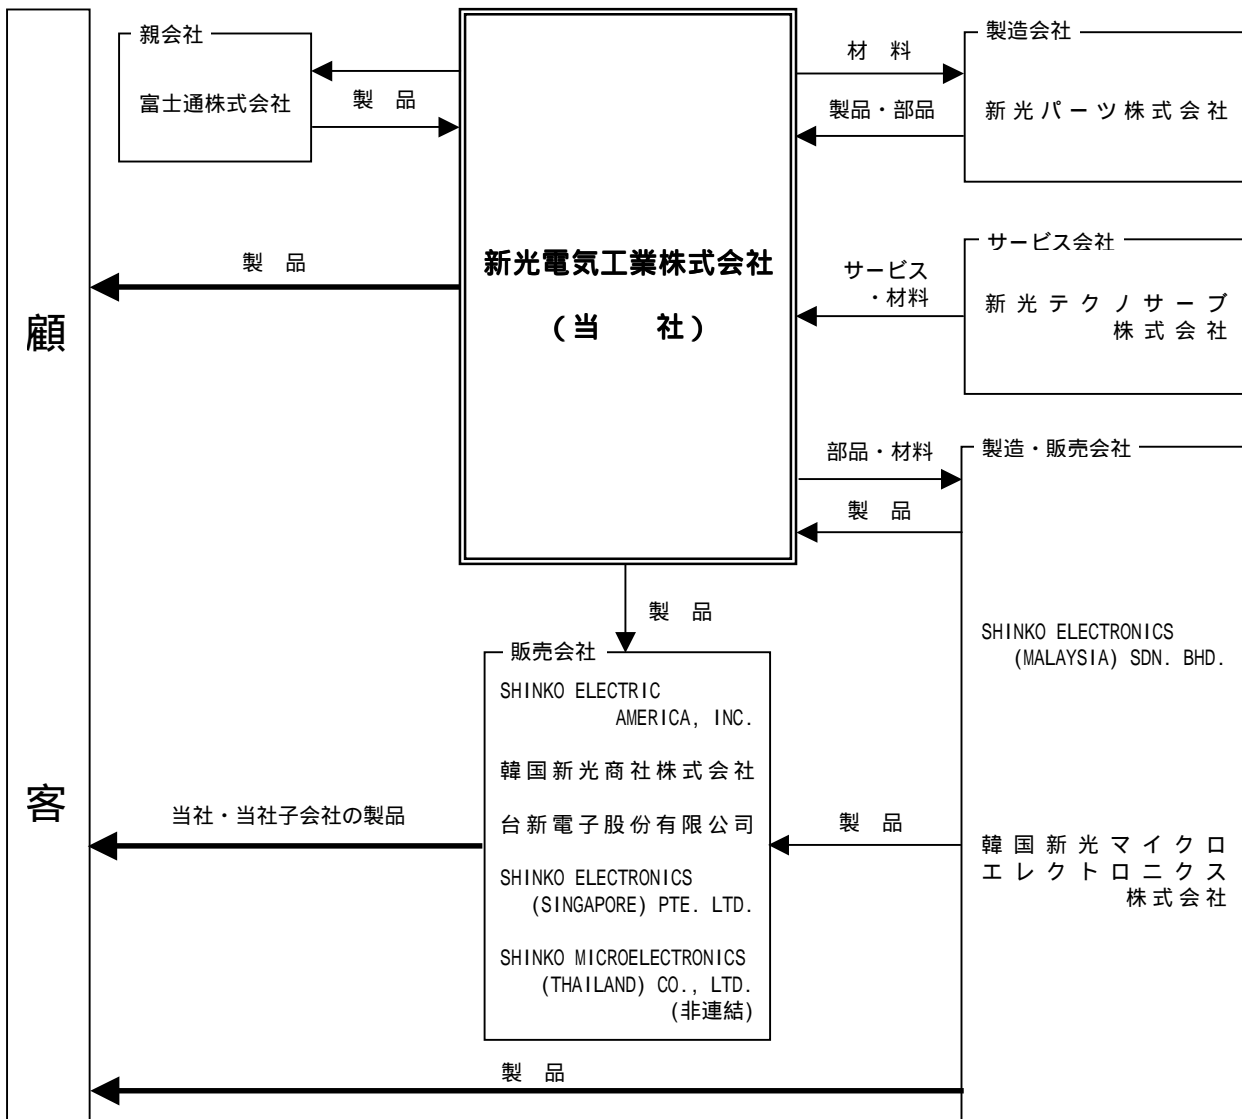 親会社
富士通株式会社
製品
材料
製品・部品
製造会社
新光パーツ株式会社
新光電気工業株式会社
(当社)
製品
サービス会社
サービス
・材料
新光テクノサーブ
株式会社
顧
客
部品・材料
製品
製造・販売会社
SHINKO ELECTRONICS
(MALAYSIA) SDN. BHD.
韓国新光マイクロ
エレクトロニクス
株式会社
製品
販売会社
SHINKO ELECTRIC
AMERICA, INC.
韓国新光商社株式会社
台新電子股份有限公司
SHINKO ELECTRONICS
(SINGAPORE) PTE. LTD.
SHINKO MICROELECTRONICS
(THAILAND) CO., LTD.
(非連結)
当社・当社子会社の製品
製品
製品